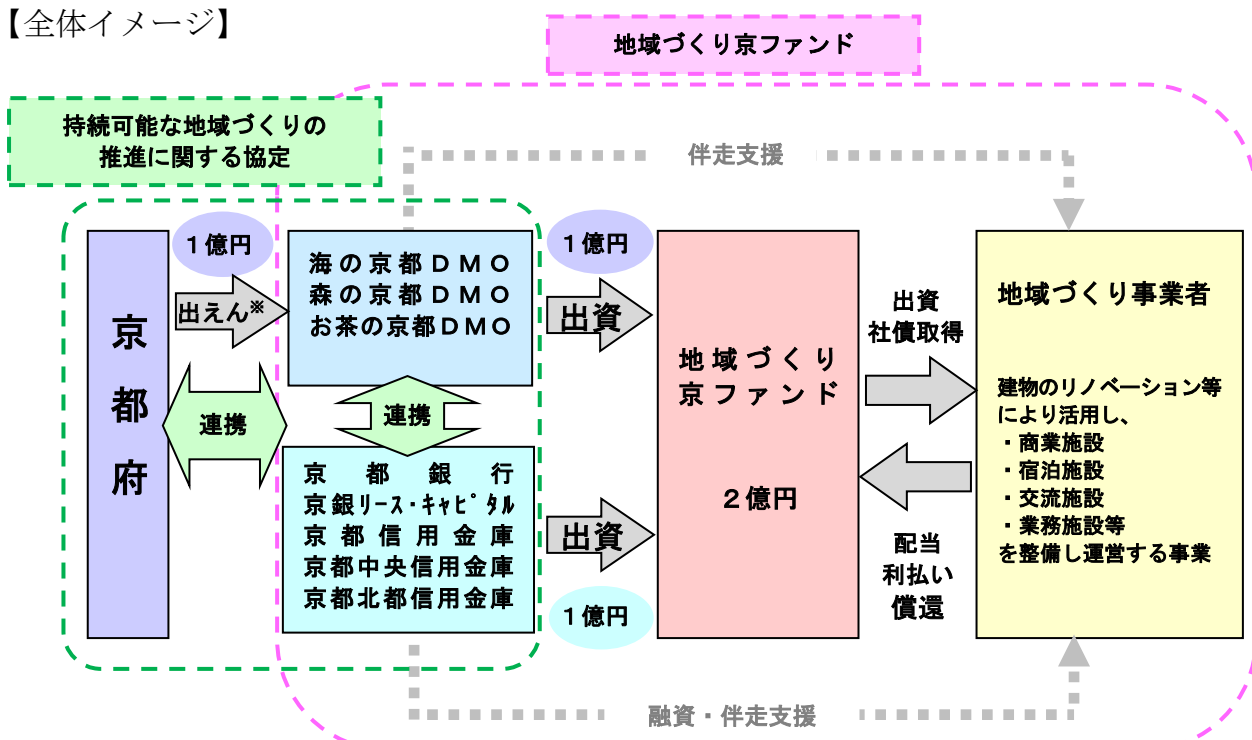 【全体イメージ】
地域づくり京ファンド
持続可能な地域づくりの
推進に関する協定
伴走支援
1億円
1億円
京都府
出えん※
海の京都DMO
森の京都DMO
お茶の京都DMO
出資
連携
連携
京都銀行
京銀ﾘｰｽ・ｷｬﾋﾟﾀﾙ
京都信用金庫
京都中央信用金庫
京都北都信用金庫
出資
1億円
地域づくり
京ファンド
2億円
出資
社債取得
配当
利払い
償還
地域づくり事業者
建物のリノベーション等
により活用し、
・商業施設
・宿泊施設
・交流施設
・業務施設等
を整備し運営する事業
融資・伴走支援